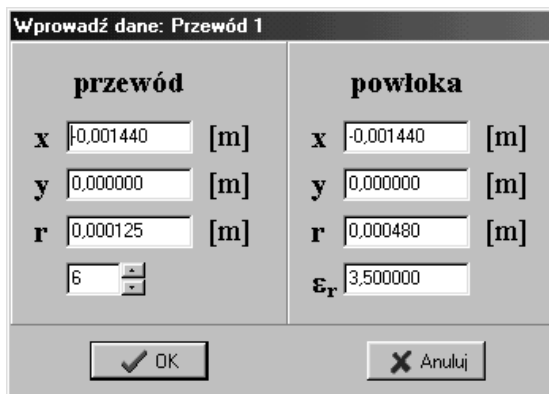 Wprowadź dane: Przewód 1
przewód
x -0,001440 [m]
y 0,000000 [m]
r 0,000125 [m]
6
powłoka
x -0,001440 [m]
y 0,000000 [m]
r 0,000480 [m]
εr 3,500000
OK
Anuluj